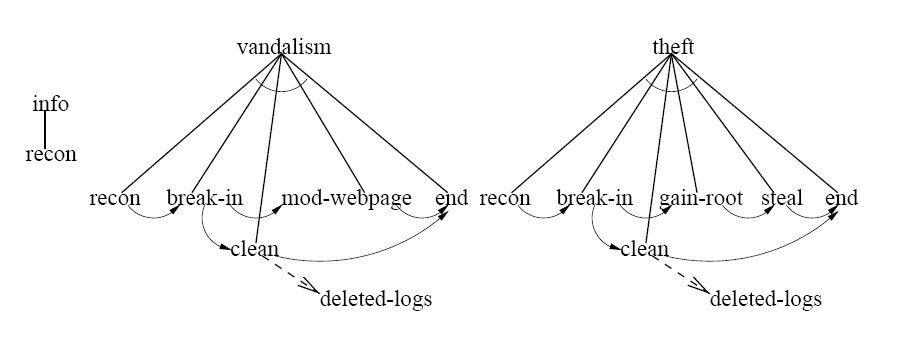 vandalism theft
info
recon
recon break-in mod-webpage end recon break-in gain-root steal end
clean clean
deleted-logs deleted-logs